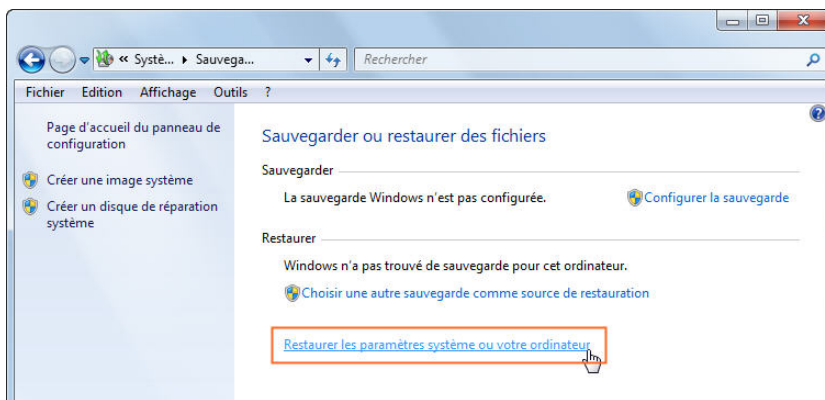 « Systè... ▸ Sauvega...
Rechercher
Fichier Edition Affichage Outils ?
Page d'accueil du panneau de
configuration
Créer une image système
Créer un disque de réparation
système
Sauvegarder ou restaurer des fichiers
Sauvegarder
La sauvegarde Windows n'est pas configurée.
Configurer la sauvegarde
Restaurer
Windows n'a pas trouvé de sauvegarde pour cet ordinateur.
Choisir une autre sauvegarde comme source de restauration
Restaurer les paramètres système ou votre ordinateur